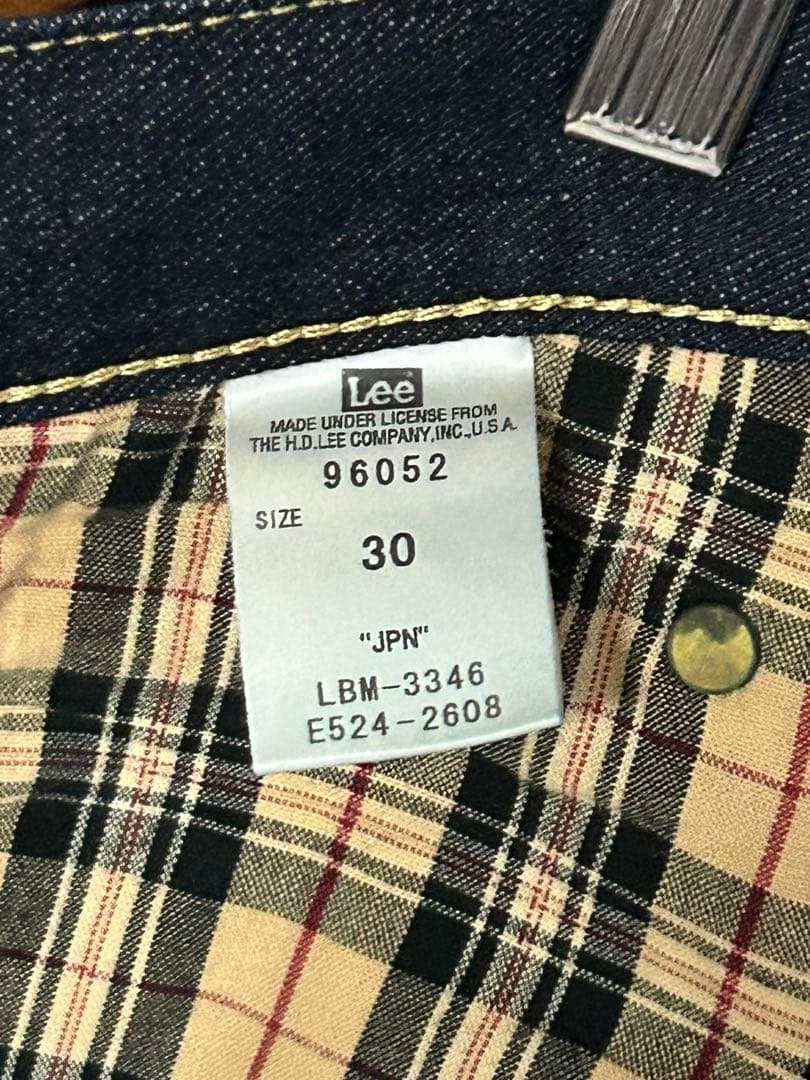 Lee
MADE UNDER LICENSE FROM
THE H.D.LEE COMPANY,INC.,U.S.A.
96052
SIZE
30
"JPN"
LBM-3346
E524-2608